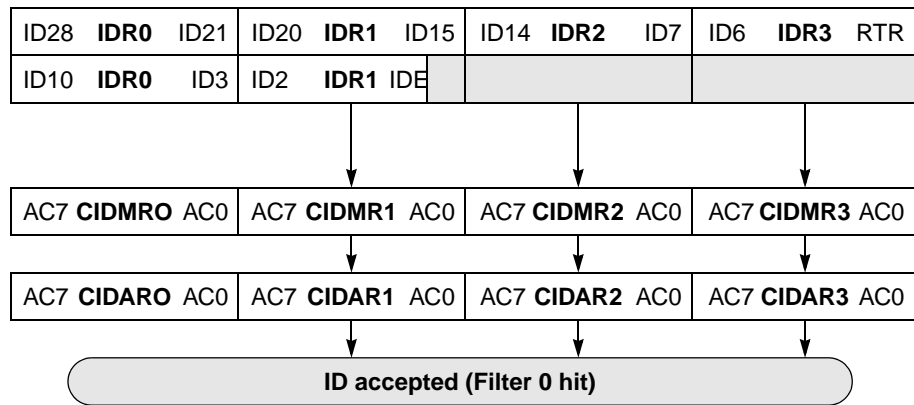 ID28 IDR0 ID21 ID20 IDR1 ID15 ID14 IDR2 ID7 ID6 IDR3 RTR
ID10 IDR0 ID3 ID2 IDR1 IDE
AC7 CIDMRO AC0 AC7 CIDMR1 AC0 AC7 CIDMR2 AC0 AC7 CIDMR3 AC0
AC7 CIDARO AC0 AC7 CIDAR1 AC0 AC7 CIDAR2 AC0 AC7 CIDAR3 AC0
ID accepted (Filter 0 hit)